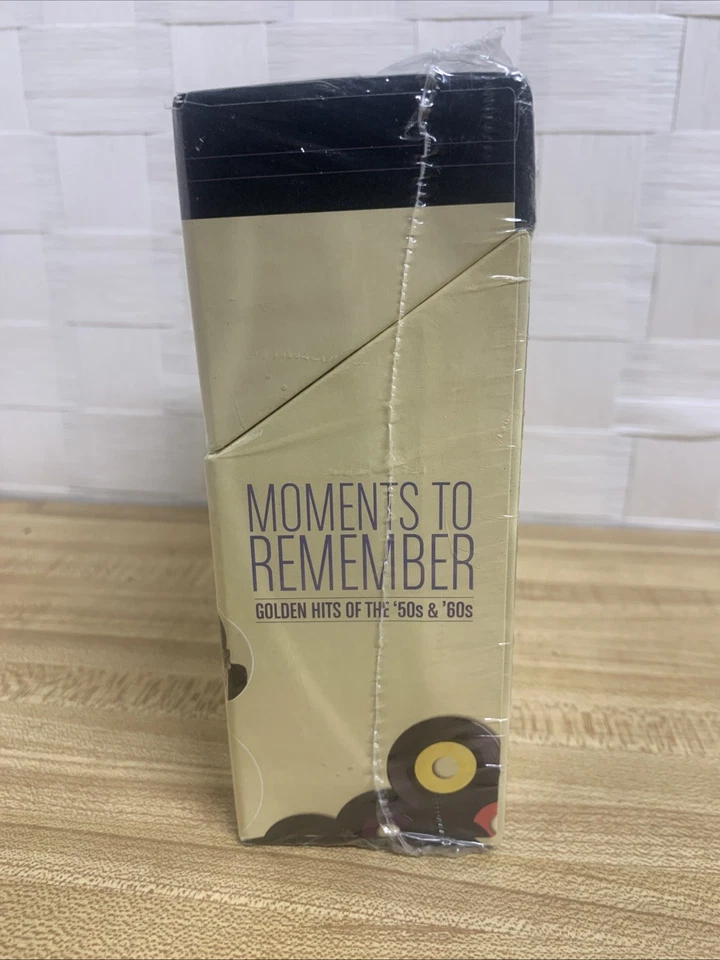 MOMENTS TO
REMEMBER
GOLDEN HITS OF THE ‘50s & ’60s